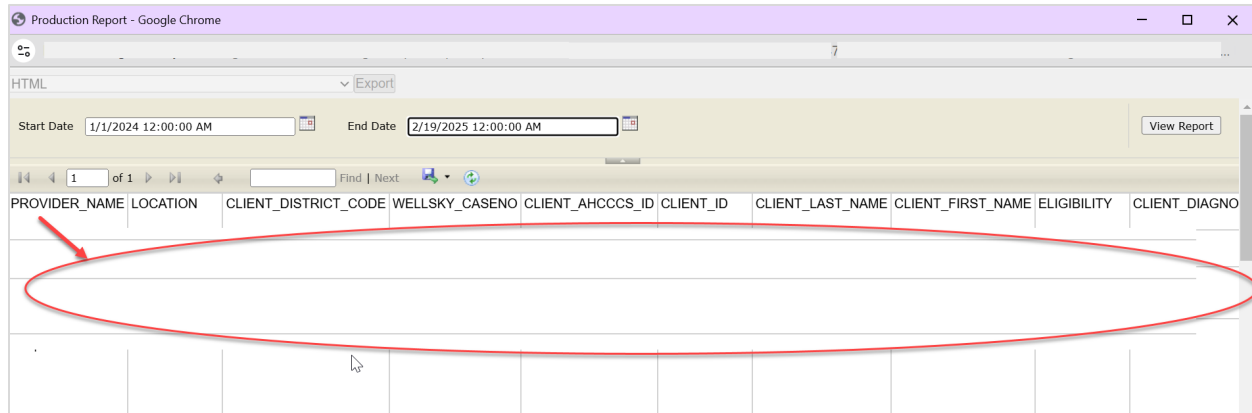 Production Report - Google Chrome
7
...
HTML Export
Start Date 1/1/2024 12:00:00 AM End Date 2/19/2025 12:00:00 AM View Report
1 of 1 Find | Next
PROVIDER_NAME LOCATION CLIENT_DISTRICT_CODE WELLSKY_CASENO CLIENT_AHCCCS_ID CLIENT_ID CLIENT_LAST_NAME CLIENT_FIRST_NAME ELIGIBILITY CLIENT_DIAGNO